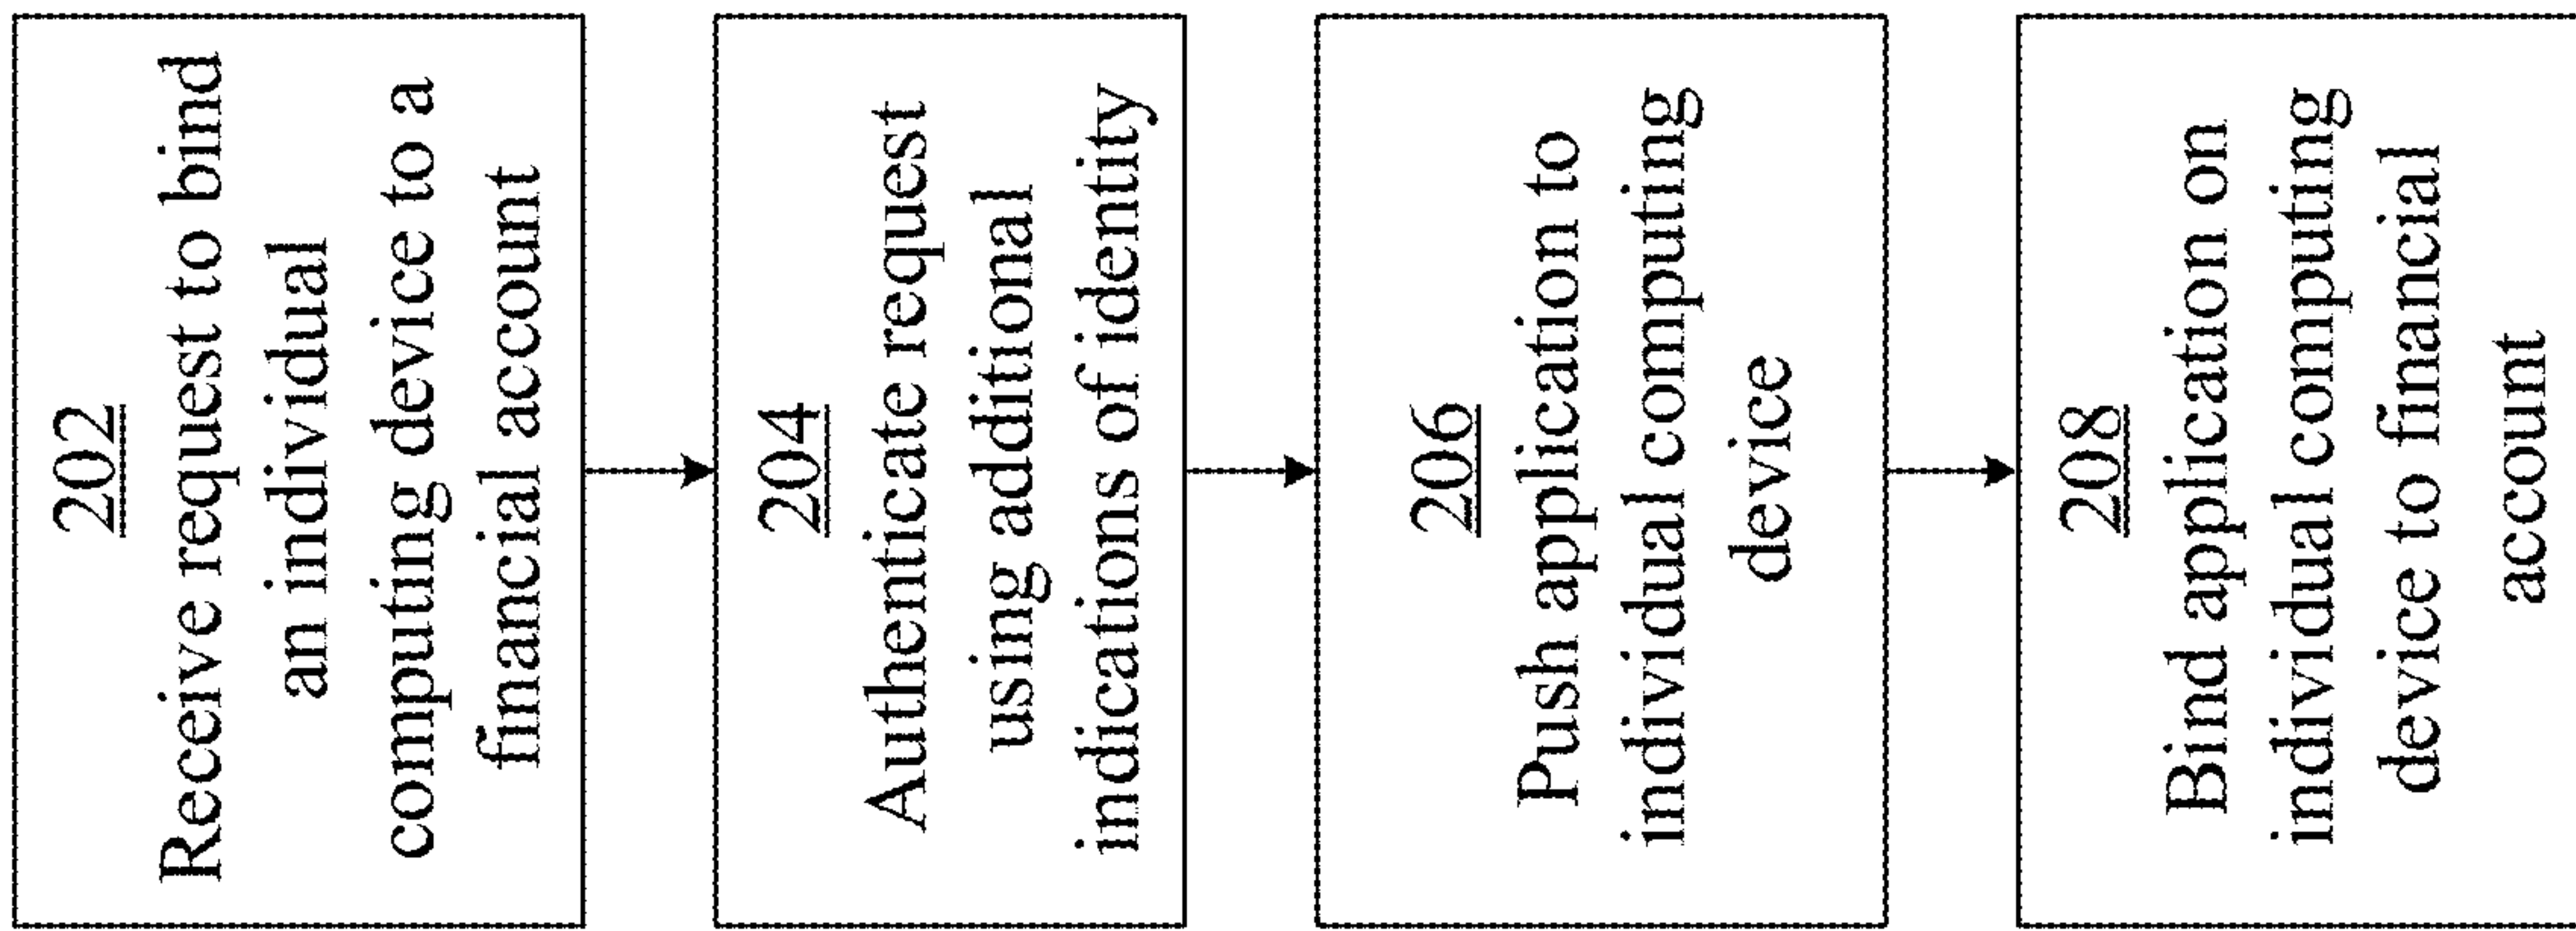 202
Receive request to bind
an individual
computing device to a
financial account
204
Authenticate request
using additional
indications of identity
206
Push application to
individual computing
device
208
Bind application on
individual computing
device to financial
account